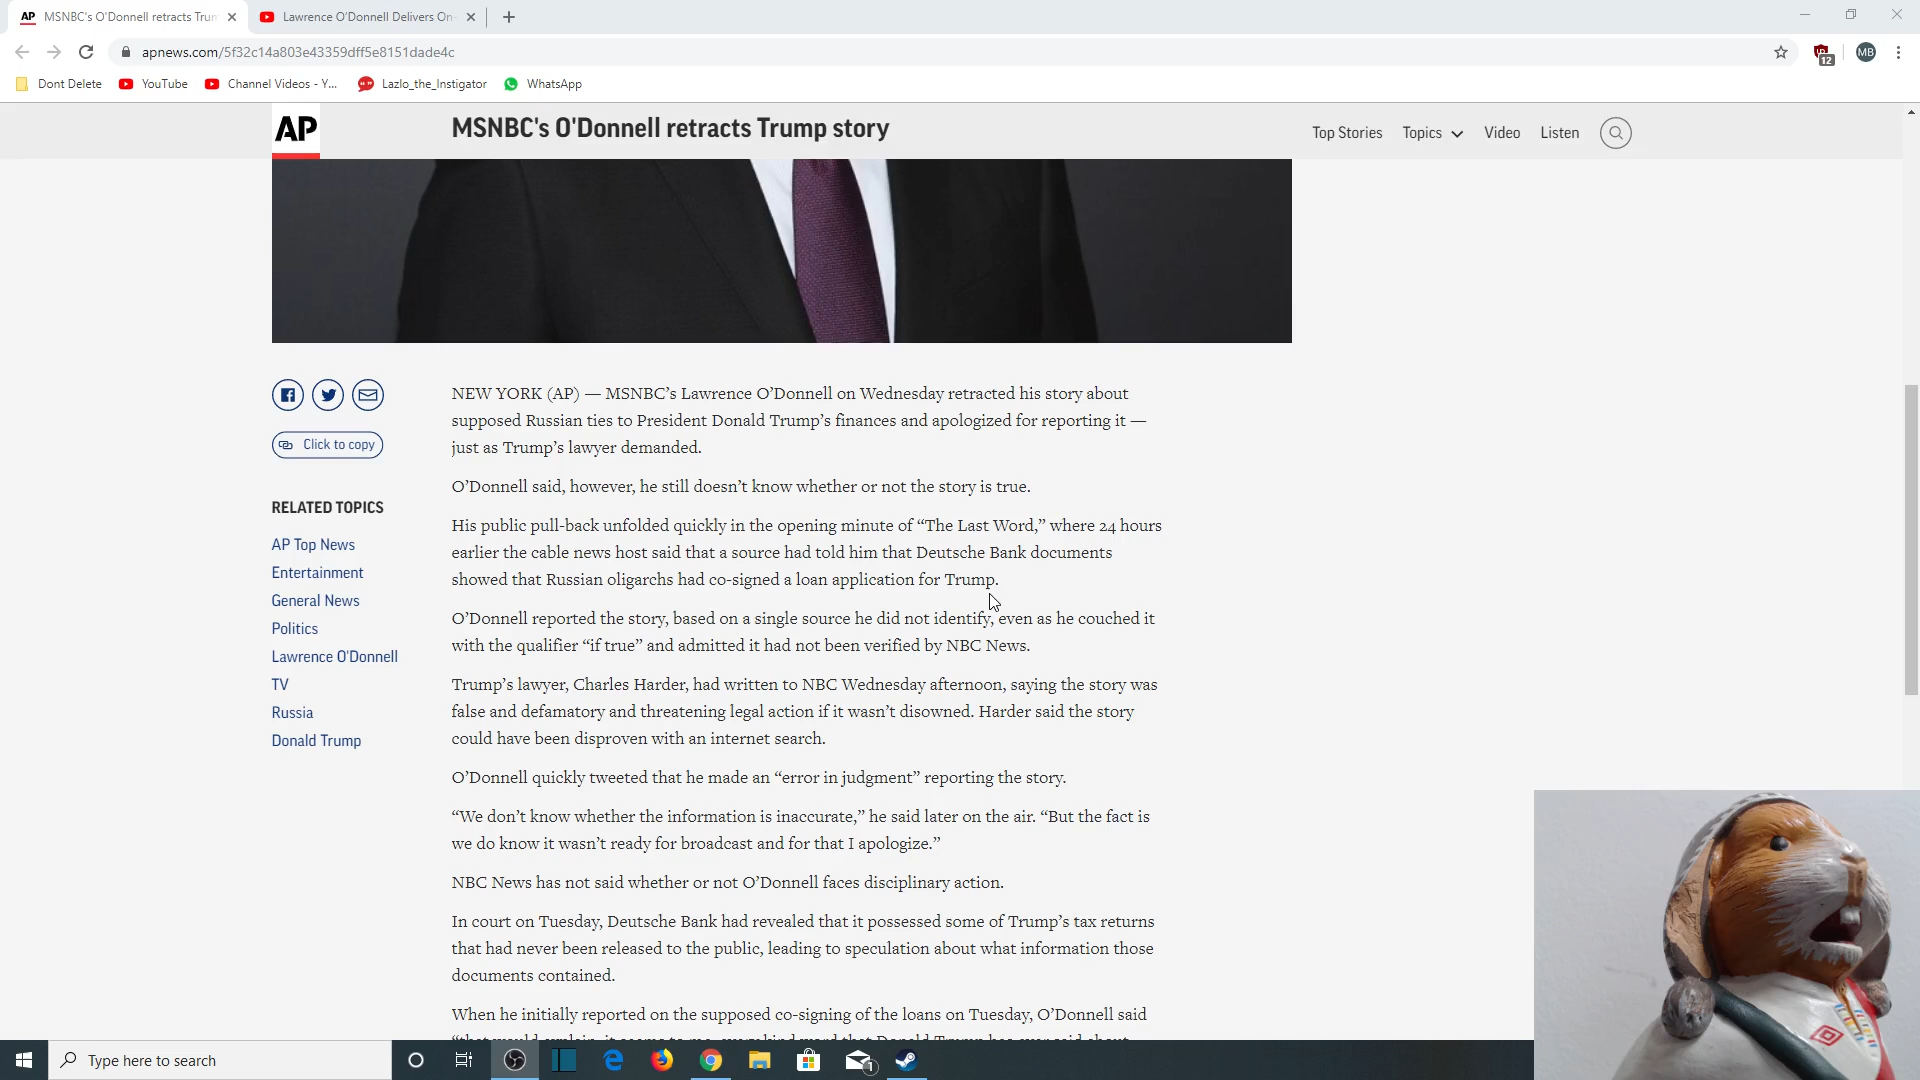 AP MSNBC's O'Donnell retracts Trum
Lawrence O'Donnell Delivers On-
apnews.com/5f32c14a803e43359dff5e8151dade4c
12
MB
Dont Delete
YouTube
Channel Videos - Y...
Lazlo_the_Instigator
WhatsApp
AP
MSNBC's O'Donnell retracts Trump story
Top Stories
Topics
Video
Listen
Click to copy
RELATED TOPICS
AP Top News
Entertainment
General News
Politics
Lawrence O'Donnell
TV
Russia
Donald Trump
NEW YORK (AP) — MSNBC’s Lawrence O’Donnell on Wednesday retracted his story about
supposed Russian ties to President Donald Trump’s finances and apologized for reporting it —
just as Trump’s lawyer demanded.
O’Donnell said, however, he still doesn’t know whether or not the story is true.
His public pull-back unfolded quickly in the opening minute of “The Last Word,” where 24 hours
earlier the cable news host said that a source had told him that Deutsche Bank documents
showed that Russian oligarchs had co-signed a loan application for Trump.
O’Donnell reported the story, based on a single source he did not identify, even as he couched it
with the qualifier “if true” and admitted it had not been verified by NBC News.
Trump’s lawyer, Charles Harder, had written to NBC Wednesday afternoon, saying the story was
false and defamatory and threatening legal action if it wasn’t disowned. Harder said the story
could have been disproven with an internet search.
O’Donnell quickly tweeted that he made an “error in judgment” reporting the story.
“We don’t know whether the information is inaccurate,” he said later on the air. “But the fact is
we do know it wasn’t ready for broadcast and for that I apologize.”
NBC News has not said whether or not O’Donnell faces disciplinary action.
In court on Tuesday, Deutsche Bank had revealed that it possessed some of Trump’s tax returns
that had never been released to the public, leading to speculation about what information those
documents contained.
When he initially reported on the supposed co-signing of the loans on Tuesday, O’Donnell said
Type here to search
1